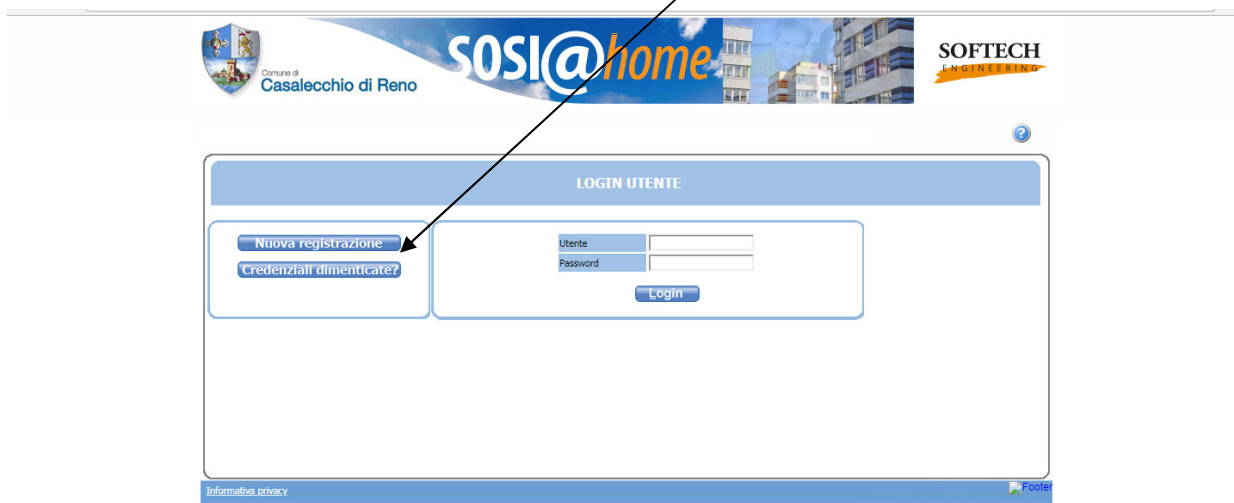 Comune di
Casalecchio di Reno
SOSI@home
SOFTECH
ENGINEERING
?
LOGIN UTENTE
Nuova registrazione
Credenziali dimenticate?
Utente
Password
Login
Informativa privacy
Footer